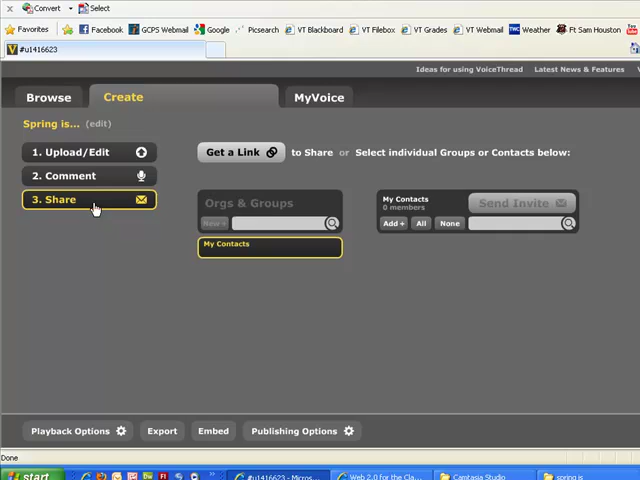 Convert Select
Favorites Facebook GCPS Webmail Google Picsearch VT Blackboard VT Filebox VT Grades VT Webmail TWC Weather Ft Sam Houston You
V #u1416623
Ideas for using VoiceThread Latest News & Features
Browse Create MyVoice
Spring is... (edit)
1. Upload/Edit
2. Comment
3. Share
Get a Link to Share or Select individual Groups or Contacts below:
Orgs & Groups
New +
My Contacts
My Contacts
0 members
Send Invite
Add + All None
Playback Options Export Embed Publishing Options
Done
start #u1416623 - Micros... Web 2.0 for the Cla... Camtasia Studio spring is